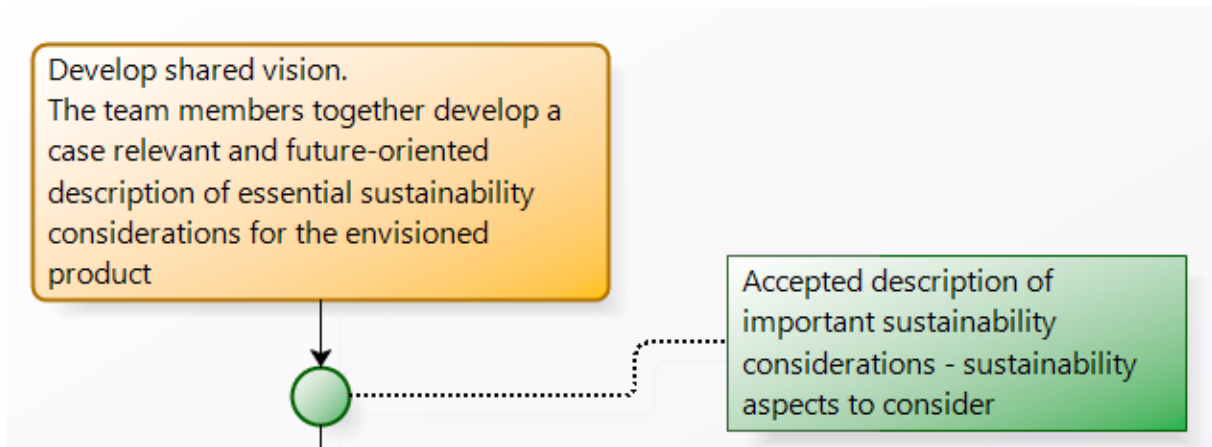 Develop shared vision.
The team members together develop a
case relevant and future-oriented
description of essential sustainability
considerations for the envisioned
product
Accepted description of
important sustainability
considerations - sustainability
aspects to consider